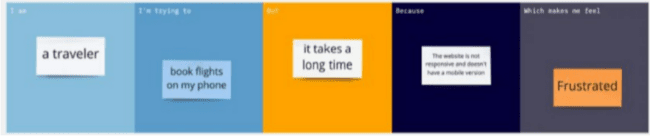 I am
a traveler
I'm trying to
book flights
on my phone
But
it takes a
long time
Because
The website is not
responsive and doesn't
have a mobile version
Which makes me feel
Frustrated